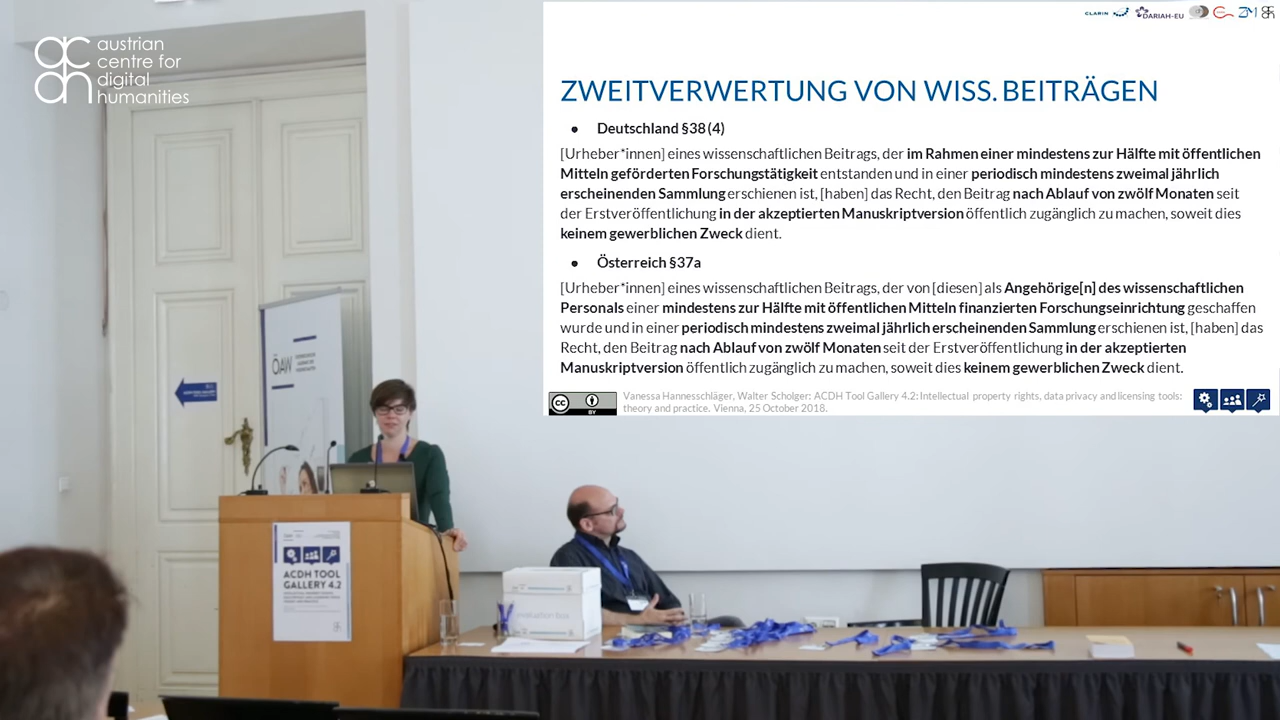 austrian
centre for
digital
humanities
CLARIN
DARIAH-EU
ZWEITVERWERTUNG VON WISS. BEITRÄGEN
• Deutschland §38 (4)
[Urheber*innen] eines wissenschaftlichen Beitrags, der im Rahmen einer mindestens zur Hälfte mit öffentlichen
Mitteln geförderten Forschungstätigkeit entstanden und in einer periodisch mindestens zweimal jährlich
erscheinenden Sammlung erschienen ist, [haben] das Recht, den Beitrag nach Ablauf von zwölf Monaten seit
der Erstveröffentlichung in der akzeptierten Manuskriptversion öffentlich zugänglich zu machen, soweit dies
keinem gewerblichen Zweck dient.
• Österreich §37a
[Urheber*innen] eines wissenschaftlichen Beitrags, der von [diesen] als Angehörige[n] des wissenschaftlichen
Personals einer mindestens zur Hälfte mit öffentlichen Mitteln finanzierten Forschungseinrichtung geschaffen
wurde und in einer periodisch mindestens zweimal jährlich erscheinenden Sammlung erschienen ist, [haben] das
Recht, den Beitrag nach Ablauf von zwölf Monaten seit der Erstveröffentlichung in der akzeptierten
Manuskriptversion öffentlich zugänglich zu machen, soweit dies keinem gewerblichen Zweck dient.
cc BY
Vanessa Hannesschläger, Walter Scholger: ACDH Tool Gallery 4.2: Intellectual property rights, data privacy and licensing tools:
theory and practice. Vienna, 25 October 2018.
ÖAW
ACDH TOOL
GALLERY 4.2
evaluation box